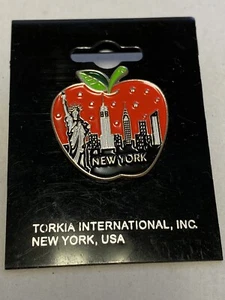 NEW YORK
TORKIA INTERNATIONAL, INC.
NEW YORK, USA